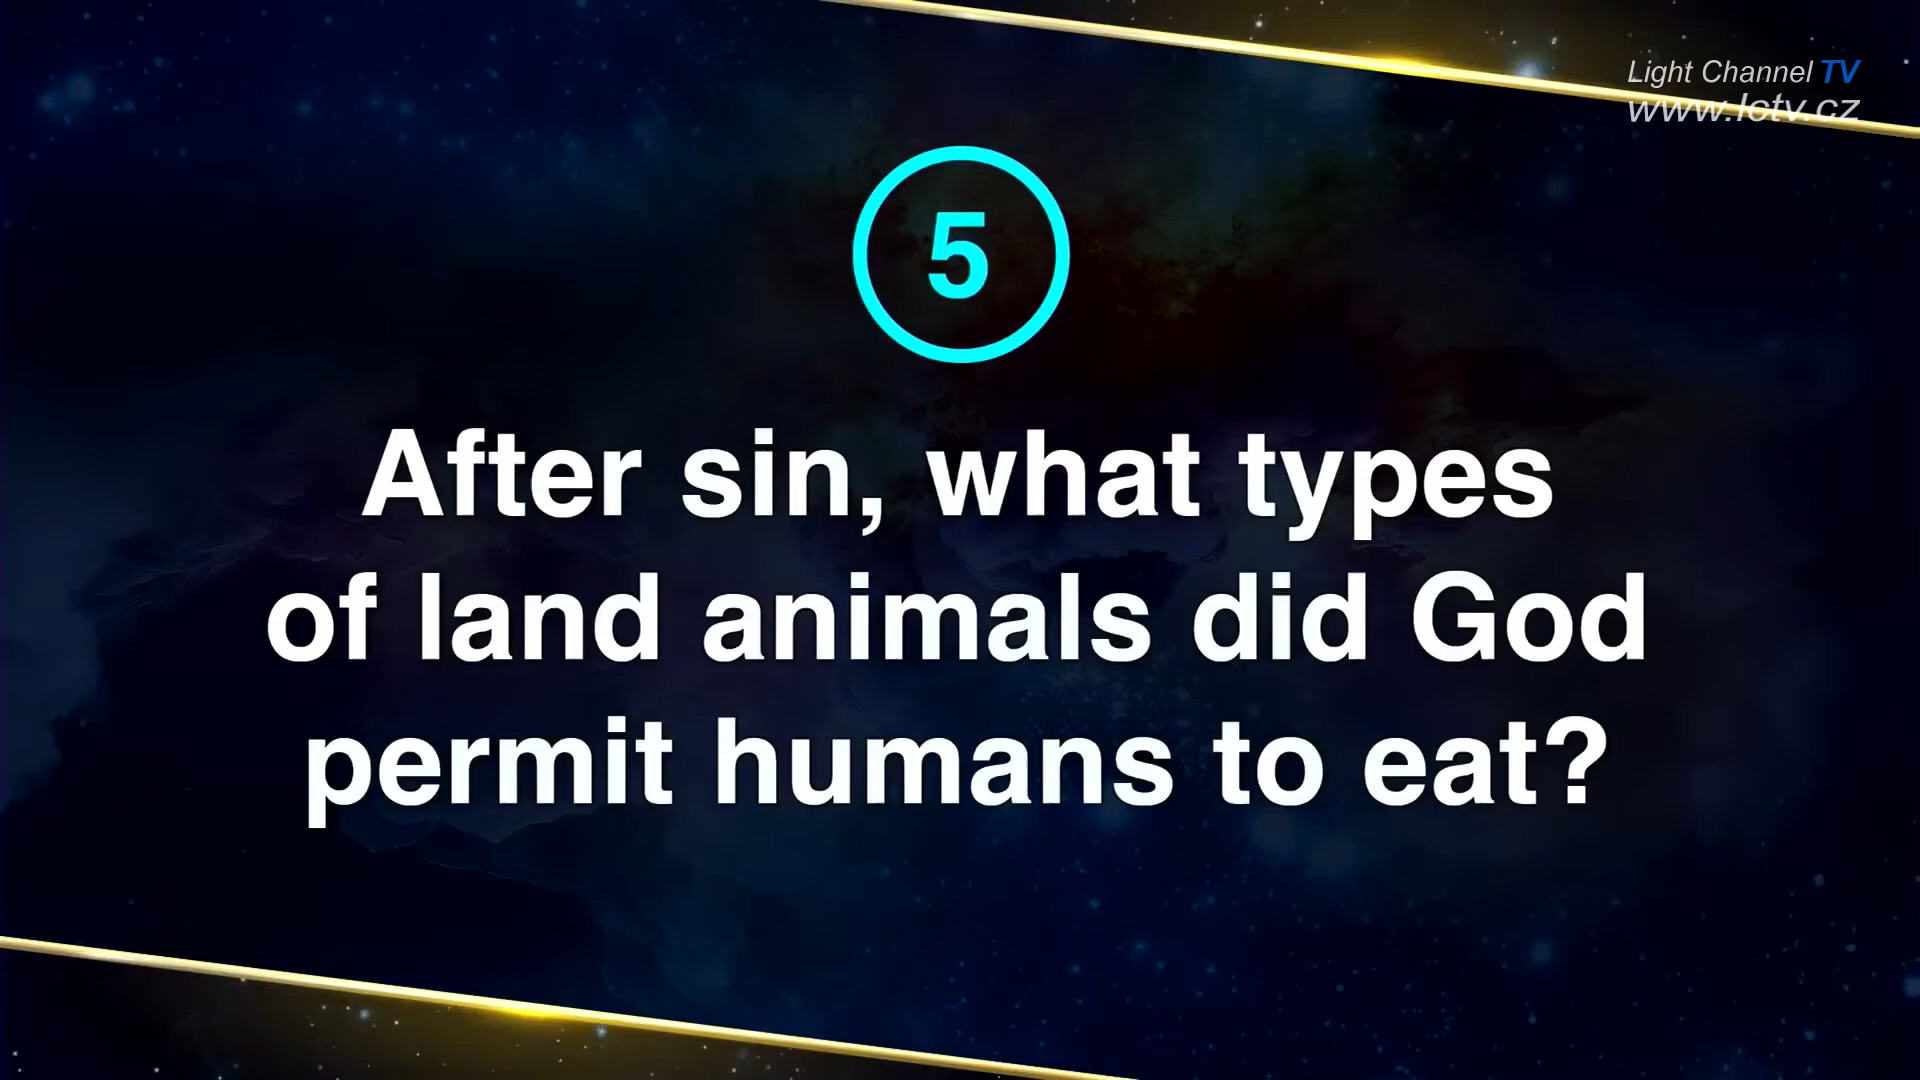 Light Channel TV
www.lctv.cz
5
After sin, what types
of land animals did God
permit humans to eat?